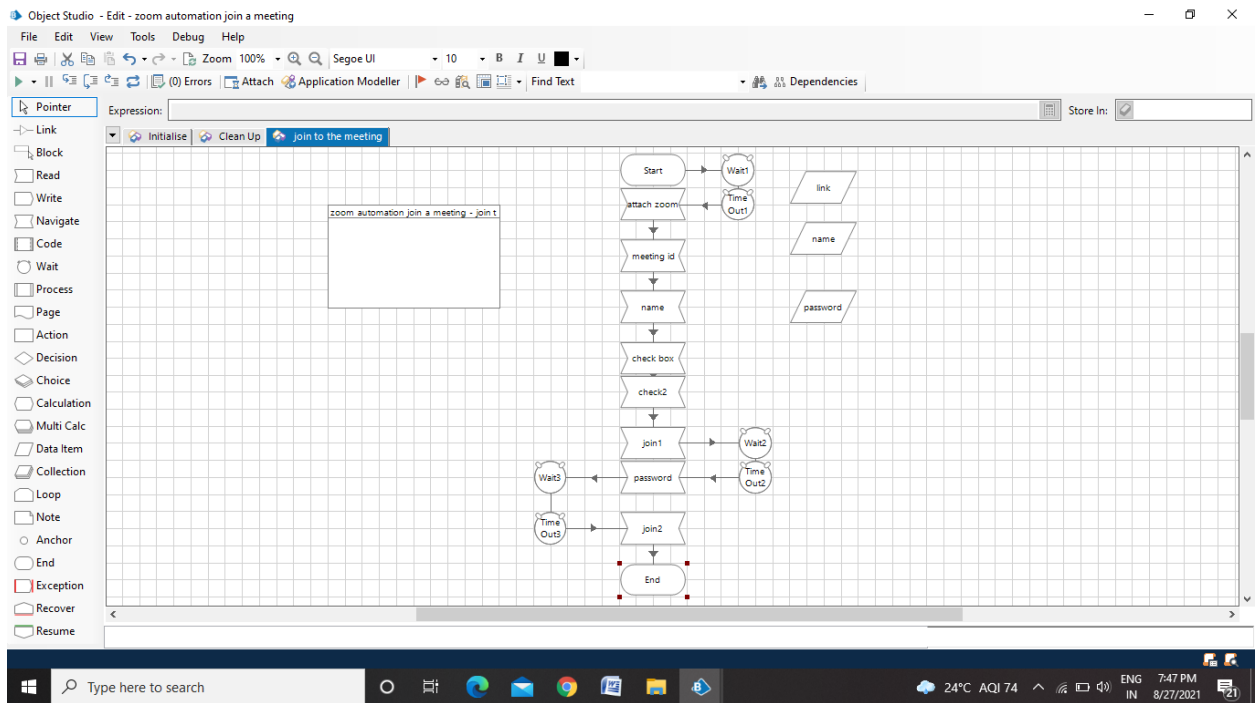 Object Studio - Edit - zoom automation join a meeting
File Edit View Tools Debug Help
Zoom 100% Segoe UI 10 B I U
(0) Errors Attach Application Modeller Find Text Dependencies
Pointer
Expression:
Store In:
Link
Initialise Clean Up join to the meeting
Block
Read
Write
Navigate
Code
Wait
Process
Page
Action
Decision
Choice
Calculation
Multi Calc
Data Item
Collection
Loop
Note
Anchor
End
Exception
Recover
Resume
zoom automation join a meeting - join t
Start
Wait1
attach zoom
Time
Out1
meeting id
name
check box
check2
join1
Wait2
password
Time
Out2
Wait3
Time
Out3
join2
End
link
name
password
Type here to search
24°C AQI 74
ENG
IN
7:47 PM
8/27/2021
21